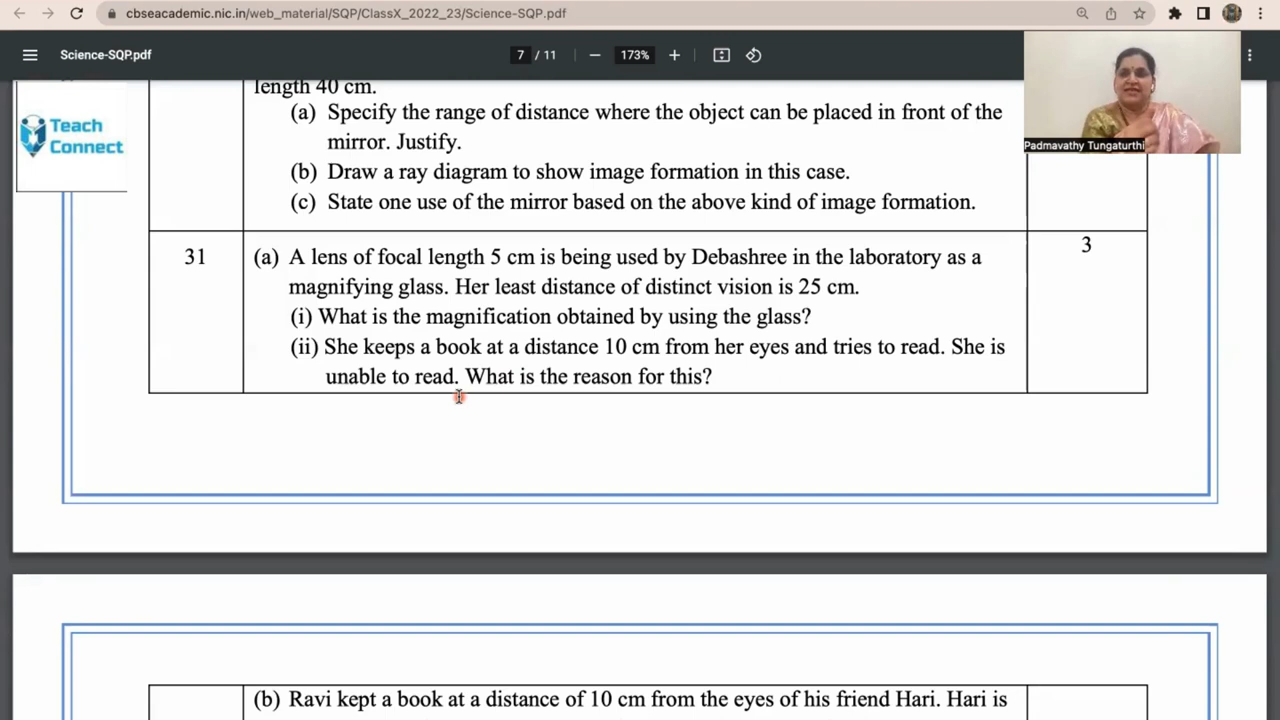 cbseacademic.nic.in/web_material/SQP/ClassX_2022_23/Science-SQP.pdf
Science-SQP.pdf
7 / 11
173%
Teach
Connect
Padmavathy Tungaturthi
length 40 cm.
(a) Specify the range of distance where the object can be placed in front of the
mirror. Justify.
(b) Draw a ray diagram to show image formation in this case.
(c) State one use of the mirror based on the above kind of image formation.
31
(a) A lens of focal length 5 cm is being used by Debashree in the laboratory as a
magnifying glass. Her least distance of distinct vision is 25 cm.
(i) What is the magnification obtained by using the glass?
(ii) She keeps a book at a distance 10 cm from her eyes and tries to read. She is
unable to read. What is the reason for this?
3
(b) Ravi kept a book at a distance of 10 cm from the eyes of his friend Hari. Hari is